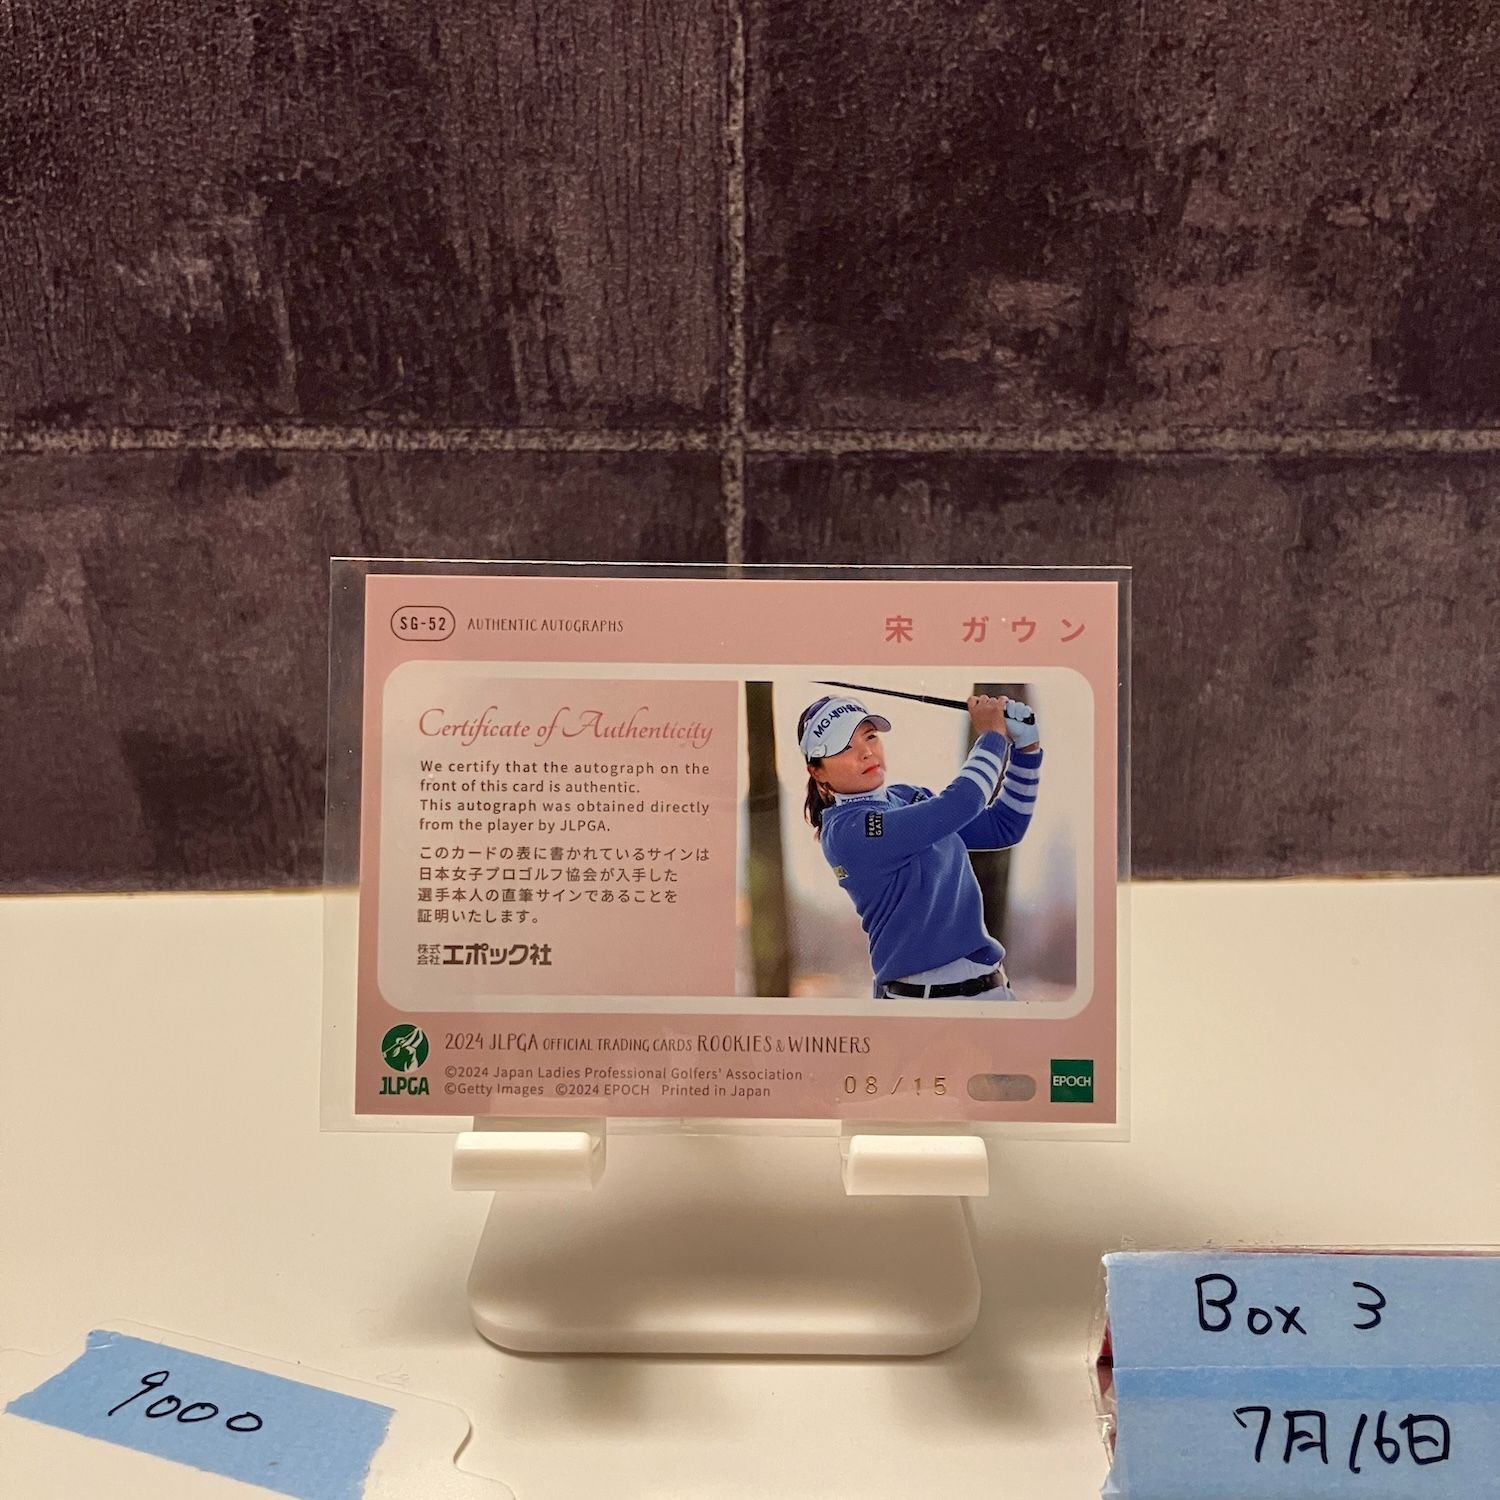 SG-52 AUTHENTIC AUTOGRAPHS
宋 ガウン
Certificate of Authenticity
We certify that the autograph on the
front of this card is authentic.
This autograph was obtained directly
from the player by JLPGA.
このカードの表に書かれているサインは
日本女子プロゴルフ協会が入手した
選手本人の直筆サインであることを
証明いたします。
株式会社エポック社
PEARLY GATES
JLPGA
2024 JLPGA OFFICIAL TRADING CARDS ROOKIES & WINNERS
©2024 Japan Ladies Professional Golfers' Association
©Getty Images ©2024 EPOCH Printed in Japan
08/15
EPOCH
9000
Box 3
7月16日